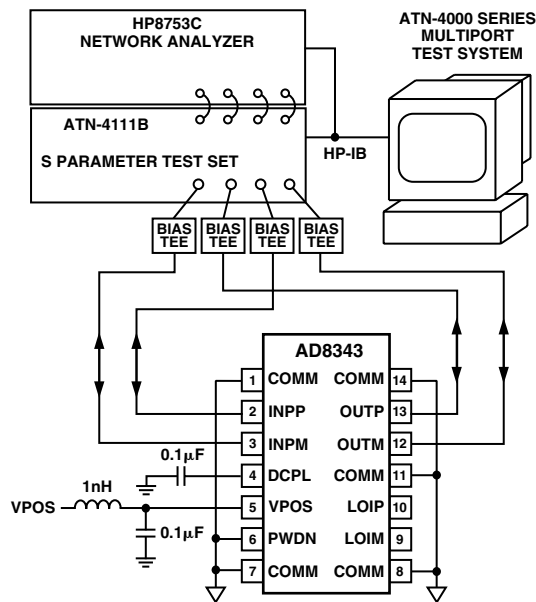 HP8753C
NETWORK ANALYZER
ATN-4000 SERIES
MULTIPORT
TEST SYSTEM
ATN-4111B
S PARAMETER TEST SET
HP-IB
BIAS TEE
BIAS TEE
BIAS TEE
BIAS TEE
AD8343
1 COMM COMM 14
2 INPP OUTP 13
3 INPM OUTM 12
0.1μF
4 DCPL COMM 11
1nH
VPOS
5 VPOS LOIP 10
0.1μF
6 PWDN LOIM 9
7 COMM COMM 8